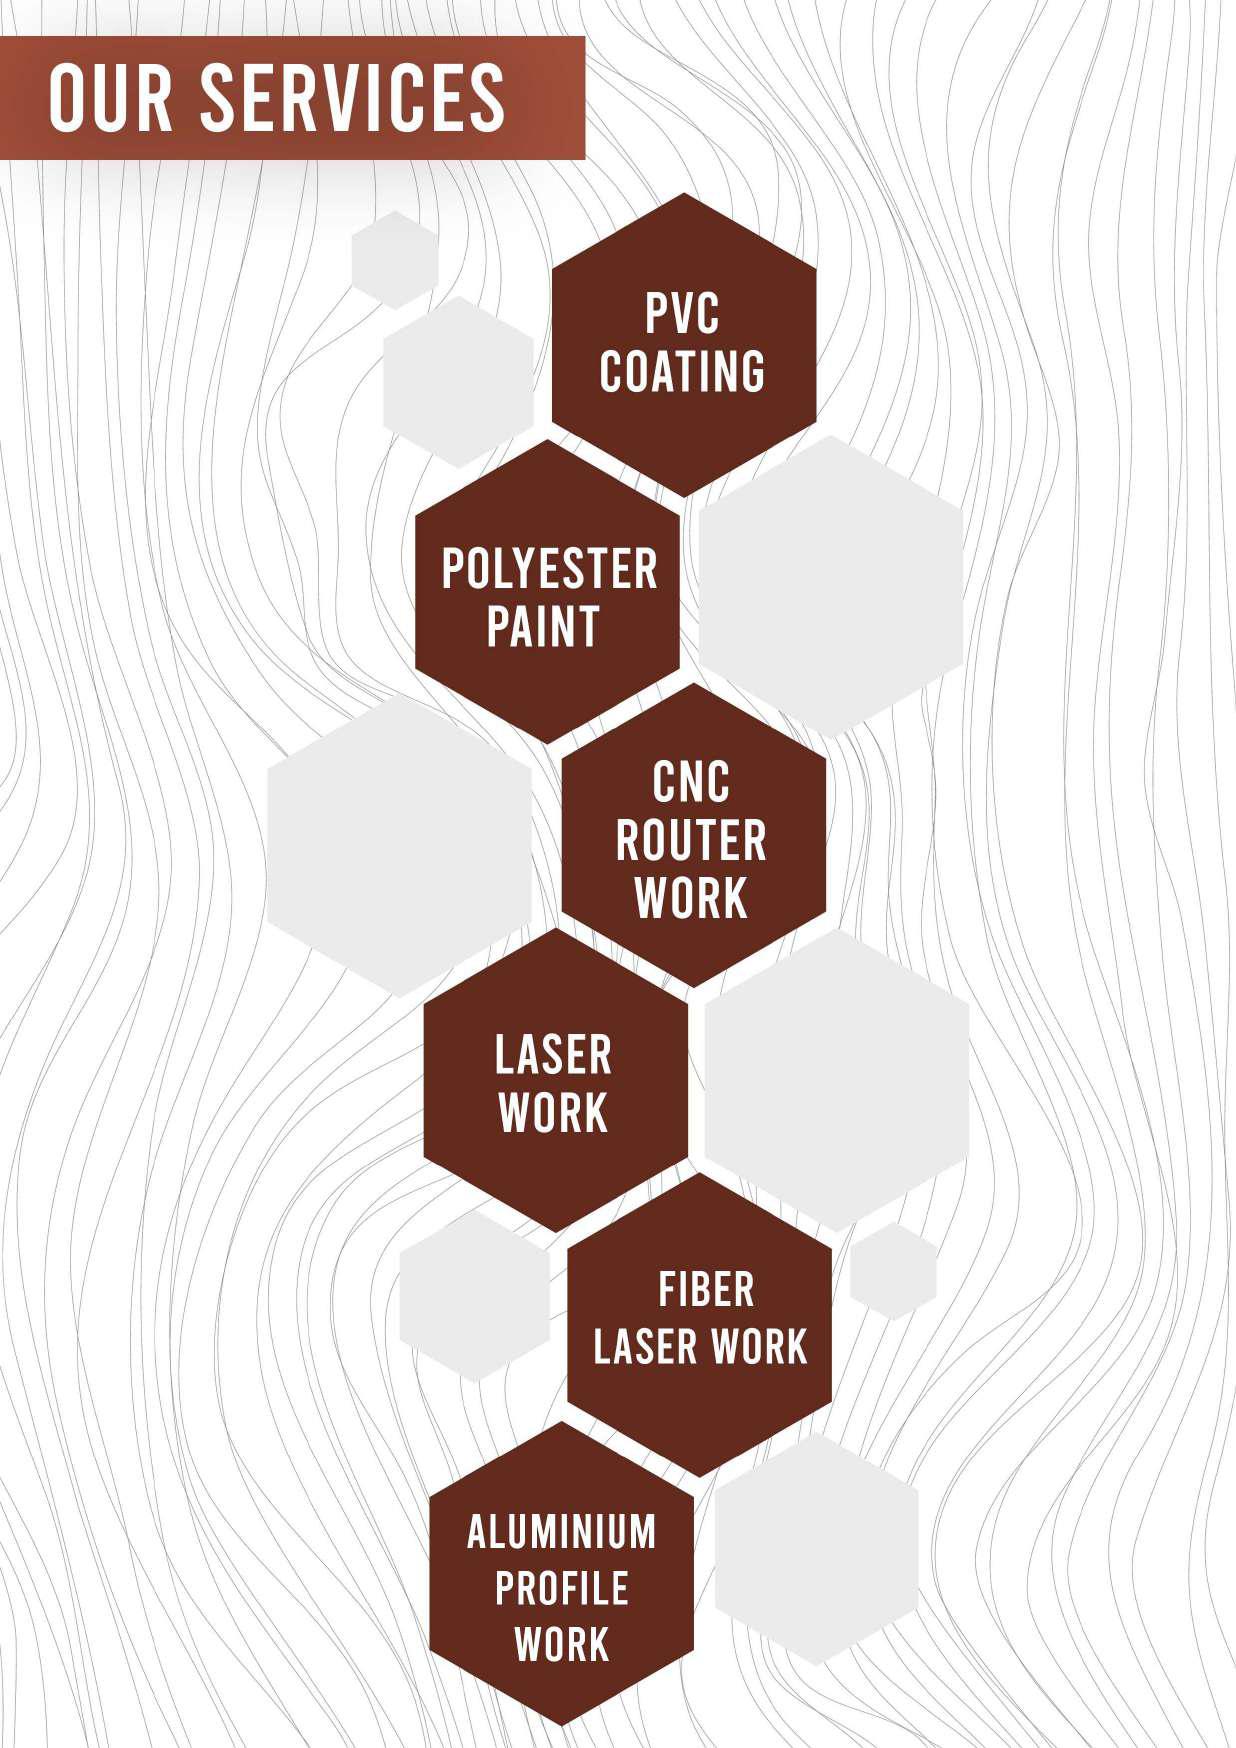 OUR SERVICES
PVC
COATING
POLYESTER
PAINT
CNC
ROUTER
WORK
LASER
WORK
FIBER
LASER WORK
ALUMINIUM
PROFILE
WORK